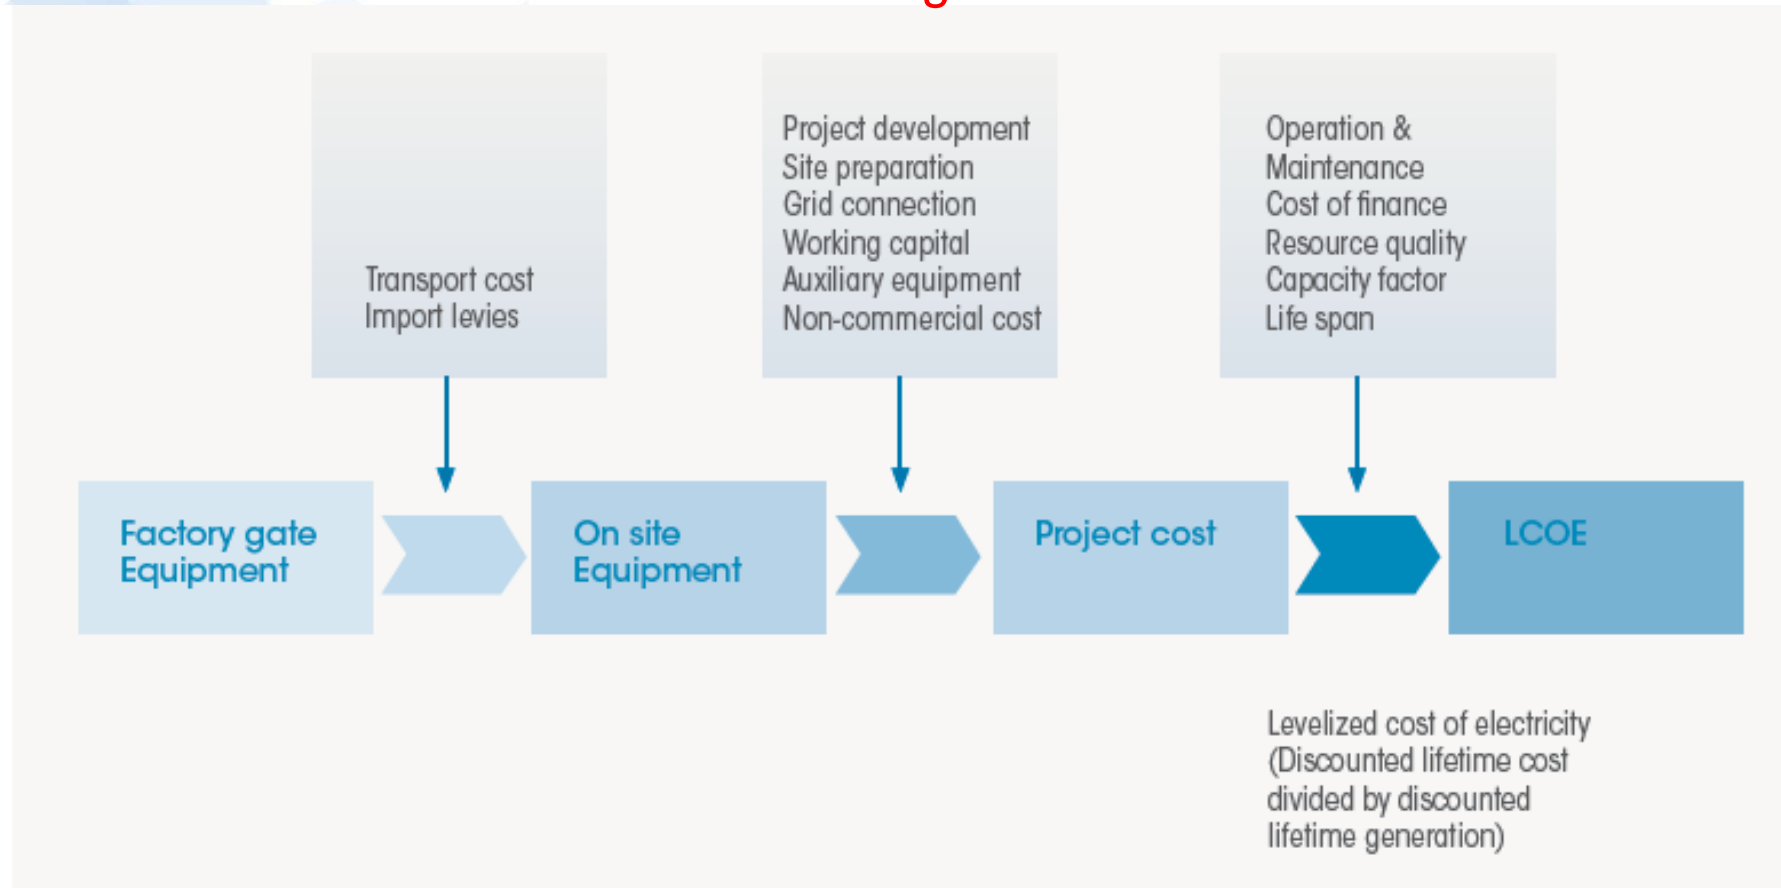 Transport cost
Import levies
Project development
Site preparation
Grid connection
Working capital
Auxiliary equipment
Non-commercial cost
Operation &
Maintenance
Cost of finance
Resource quality
Capacity factor
Life span
Factory gate
Equipment
On site
Equipment
Project cost
LCOE
Levelized cost of electricity
(Discounted lifetime cost
divided by discounted
lifetime generation)